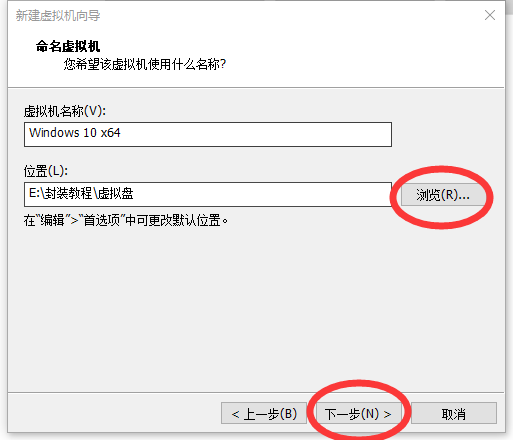 新建虚拟机向导
命名虚拟机
您希望该虚拟机使用什么名称?
虚拟机名称(V):
Windows 10 x64
位置(L):
E:\封装教程\虚拟盘
浏览(R)...
在“编辑”>“首选项”中可更改默认位置。
< 上一步(B)
下一步(N) >
取消